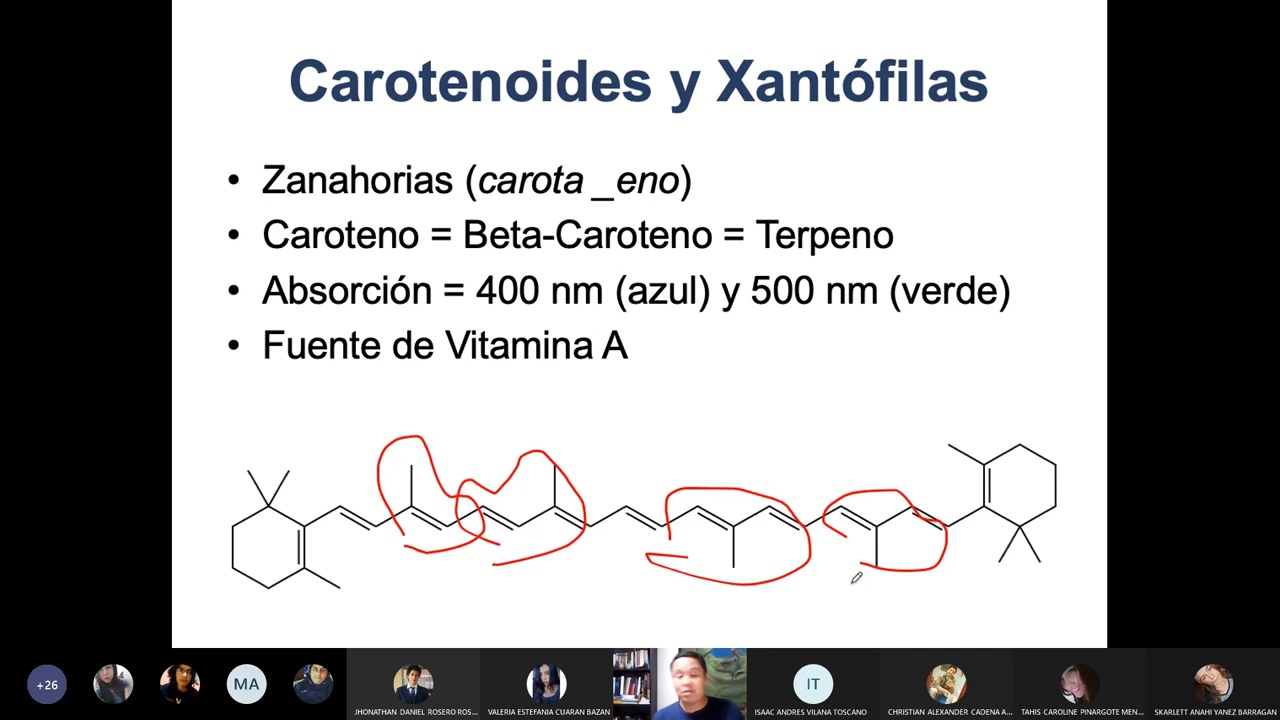 Carotenoides y Xantófilas
• Zanahorias (carota _eno)
• Caroteno = Beta-Caroteno = Terpeno
• Absorción = 400 nm (azul) y 500 nm (verde)
• Fuente de Vitamina A
+26
MA
IT
JHONATHAN DANIEL ROSERO ROS...
VALERIA ESTEFANIA CUARAN BAZAN
ISAAC ANDRES VILANA TOSCANO
CHRISTIAN ALEXANDER CADENA A...
TAHIS CAROLINE PINARGOTE MEN...
SKARLETT ANAHI YANEZ BARRAGAN